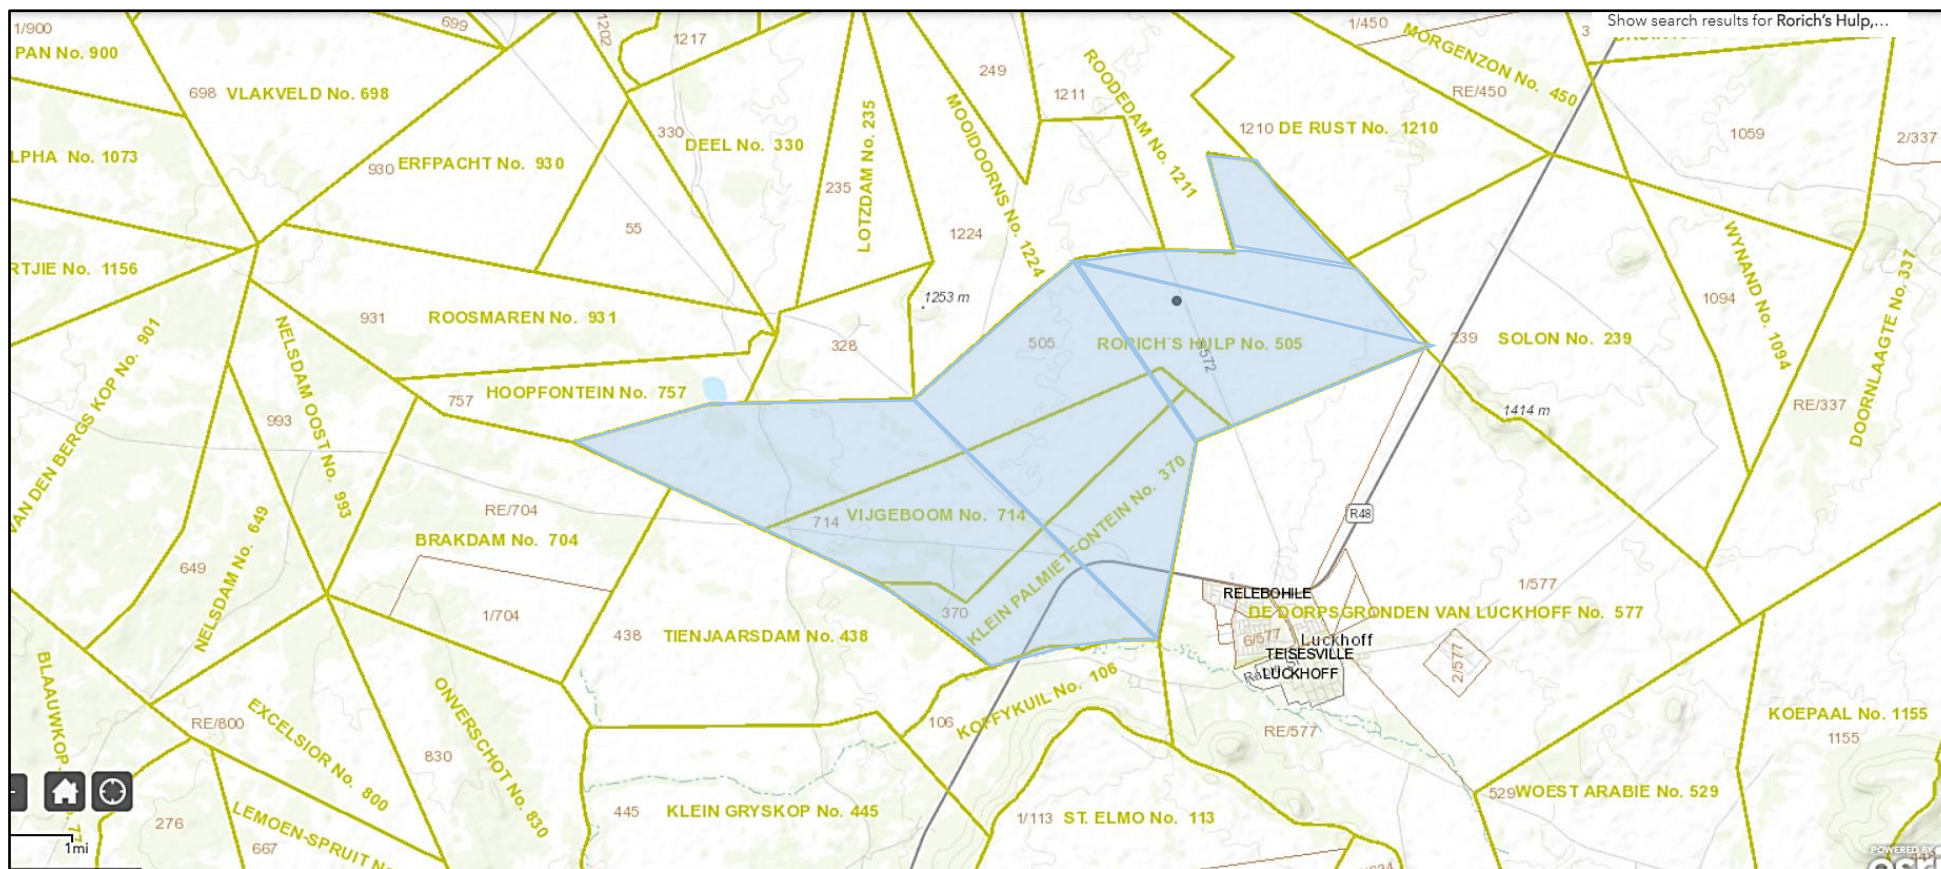 Show search results for Rorich's Hulp,...
1/900
PAN No. 900
699
1202
1217
249
1211
ROODEDAM No. 1211
1/450
MORGENZON No. 450
RE/450
3
698
VLAKVELD No. 698
330
DEEL No. 330
LOTZDAM No. 235
235
MOOIDOORNS No. 1224
1224
1210
DE RUST No. 1210
1059
2/337
LPHA No. 1073
930
ERFPACHT No. 930
55
RTJIE No. 1156
931
ROOSMAREN No. 931
1253 m
328
505
RORICH`S HULP No. 505
239
SOLON No. 239
1094
WYNAND No. 1094
DOORNLAAGTE No. 337
RE/337
VAN DEN BERGS KOP No. 901
NELSDAM OOST No. 993
993
757
HOOPFONTEIN No. 757
1414 m
RE/704
BRAKDAM No. 704
714
VIJGEBOOM No. 714
KLEIN PALMIETFONTEIN No. 370
370
R48
649
NELSDAM No. 649
1/704
438
TIENJAARSDAM No. 438
RELEBOHILE
1/577
DE DORPSGRONDEN VAN LUCKHOFF No. 577
6/577
Luckhoff
TEISESVILLE
LUCKHOFF
2/577
106
KOFFYKUIL No. 106
RE/577
KOEPAAL No. 1155
1155
BLAAUWKOP
RE/800
EXCELSIOR No. 800
830
ONVERSCHOT No. 830
445
KLEIN GRYSKOP No. 445
1/113
ST. ELMO No. 113
529
WOEST ARABIE No. 529
276
667
LEMOEN-SPRUIT No
1mi
POWERED BY
esri